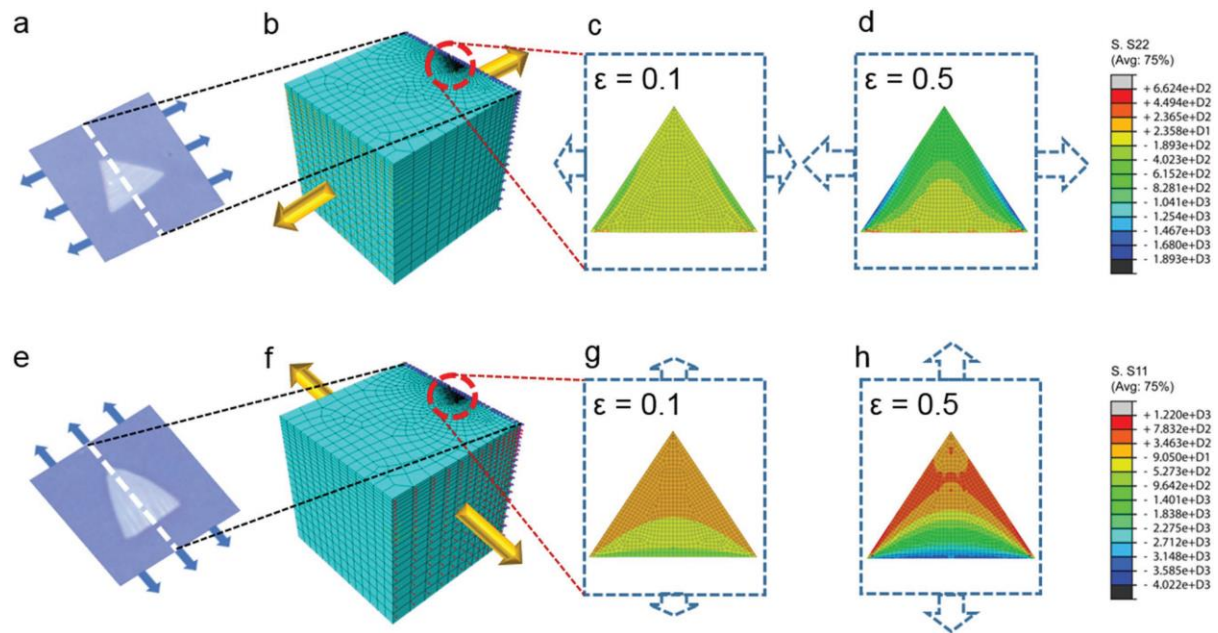 a
b
c
d
ε = 0.1
ε = 0.5
S. S22
(Avg: 75%)
+ 6.624e+D2
+ 4.494e+D2
+ 2.365e+D2
+ 2.358e+D1
- 1.893e+D2
- 4.023e+D2
- 6.152e+D2
- 8.281e+D2
- 1.041e+D3
- 1.254e+D3
- 1.467e+D3
- 1.680e+D3
- 1.893e+D3
e
f
g
h
ε = 0.1
ε = 0.5
S. S11
(Avg: 75%)
+ 1.220e+D3
+ 7.832e+D2
+ 3.463e+D2
- 9.050e+D1
- 5.273e+D2
- 9.642e+D2
- 1.401e+D3
- 1.838e+D3
- 2.275e+D3
- 2.712e+D3
- 3.148e+D3
- 3.585e+D3
- 4.022e+D3